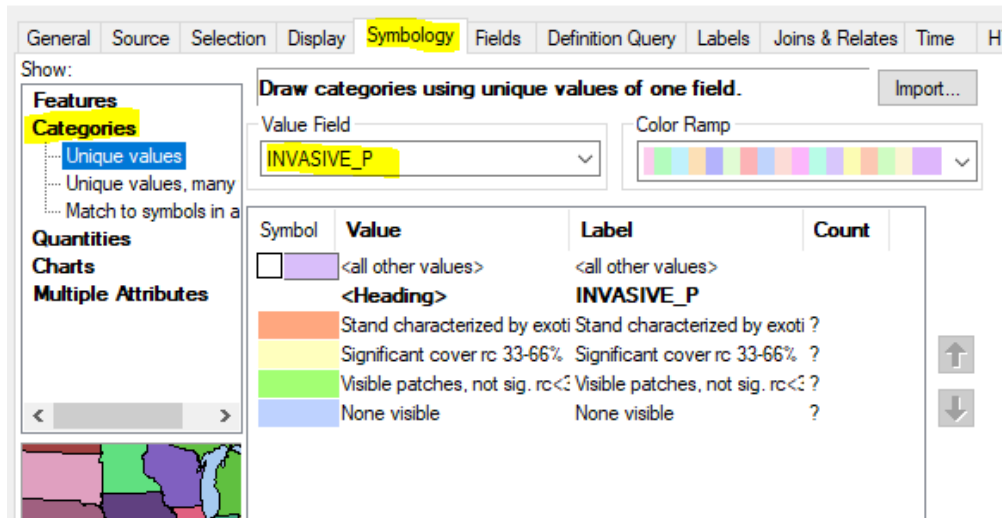 General Source Selection Display Symbology Fields Definition Query Labels Joins & Relates Time H
Show:
Features
Categories
Unique values
Unique values, many
Match to symbols in a
Quantities
Charts
Multiple Attributes
Draw categories using unique values of one field.
Import...
Value Field
INVASIVE_P
Color Ramp
Symbol Value Label Count
<all other values> <all other values>
<Heading> INVASIVE_P
Stand characterized by exoti Stand characterized by exoti ?
Significant cover rc 33-66% Significant cover rc 33-66% ?
Visible patches, not sig. rc<3 Visible patches, not sig. rc<3 ?
None visible None visible ?